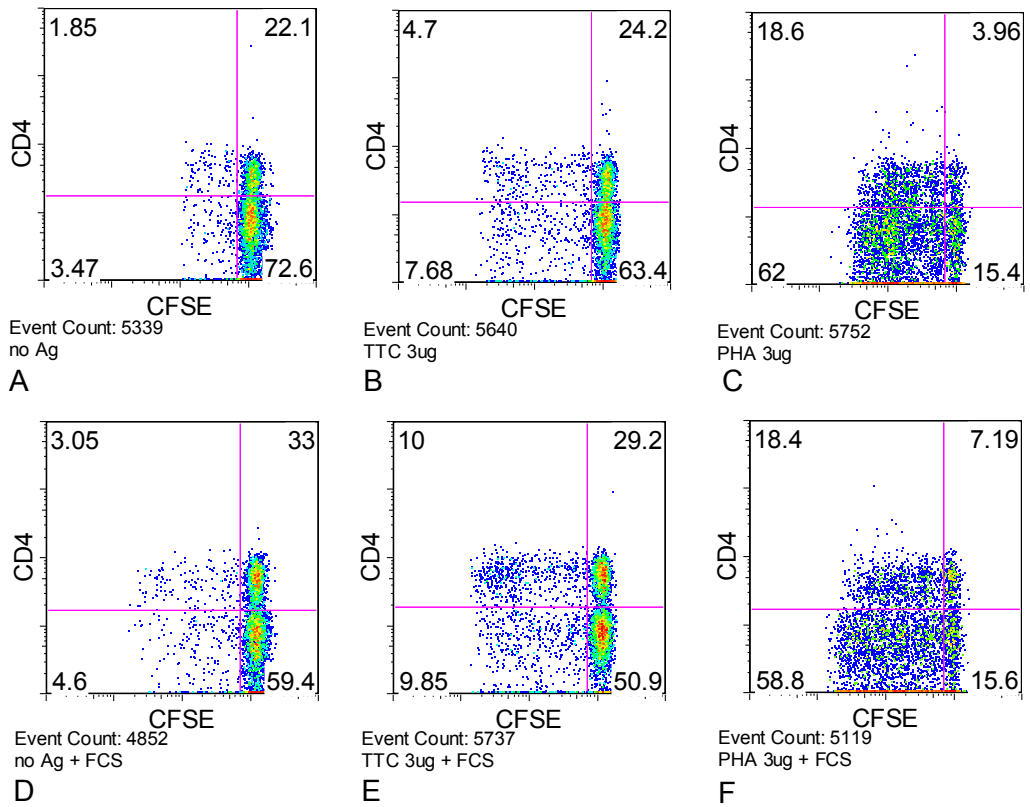 1.85 22.1
CD4
3.47 72.6
CFSE
Event Count: 5339
no Ag
A
4.7 24.2
CD4
7.68 63.4
CFSE
Event Count: 5640
TTC 3ug
B
18.6 3.96
CD4
62 15.4
CFSE
Event Count: 5752
PHA 3ug
C
3.05 33
CD4
4.6 59.4
CFSE
Event Count: 4852
no Ag + FCS
D
10 29.2
CD4
9.85 50.9
CFSE
Event Count: 5737
TTC 3ug + FCS
E
18.4 7.19
CD4
58.8 15.6
CFSE
Event Count: 5119
PHA 3ug + FCS
F